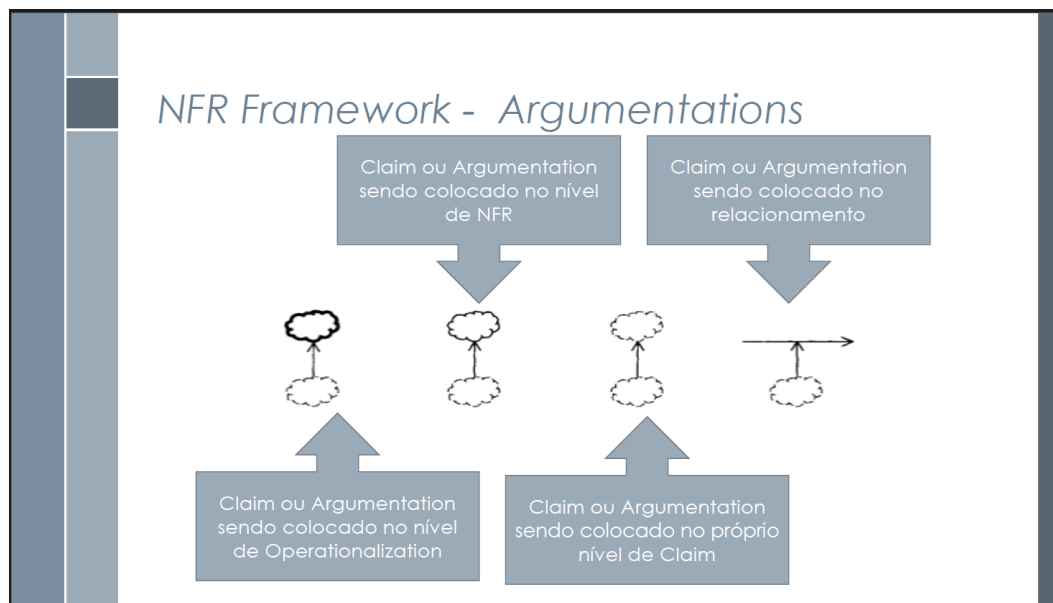 NFR Framework - Argumentations
Claim ou Argumentation
sendo colocado no nível
de NFR
Claim ou Argumentation
sendo colocado no
relacionamento
Claim ou Argumentation
sendo colocado no nível
de Operationalization
Claim ou Argumentation
sendo colocado no próprio
nível de Claim